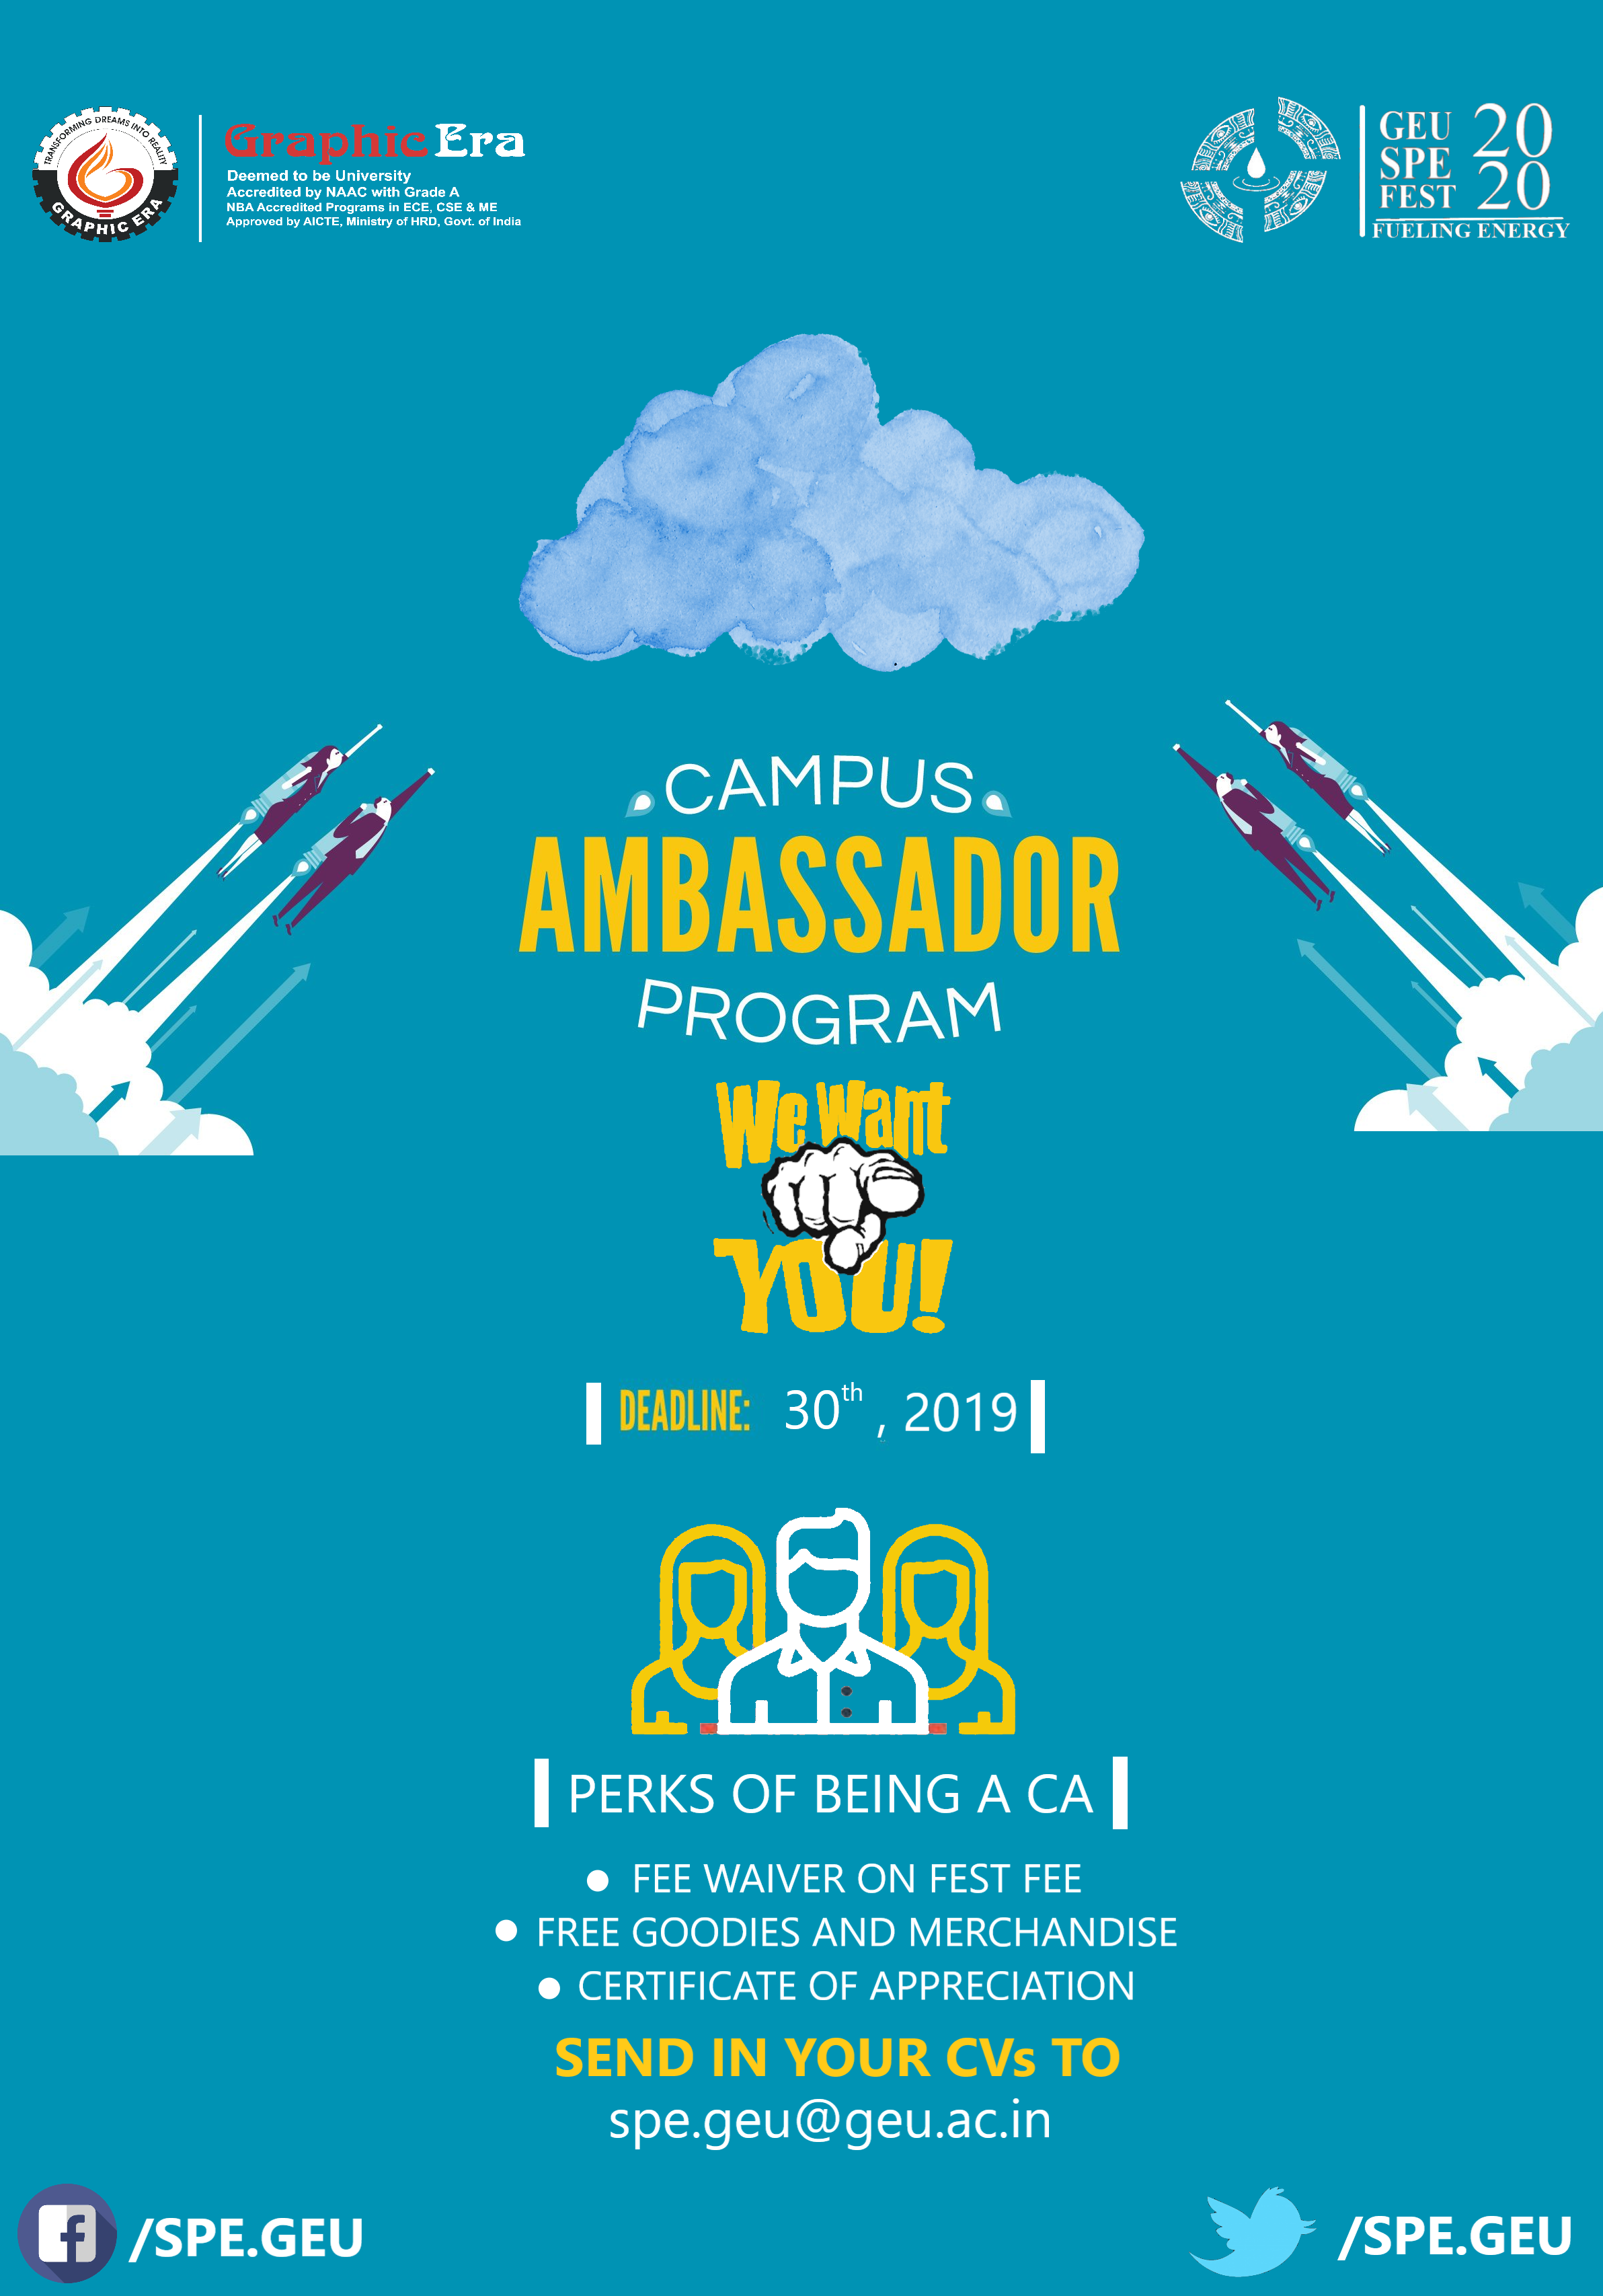 TRANSFORMING DREAMS INTO REALITY
GRAPHIC ERA
Graphic Era
Deemed to be University
Accredited by NAAC with Grade A
NBA Accredited Programs in ECE, CSE & ME
Approved by AICTE, Ministry of HRD, Govt. of India
GEU
SPE
FEST
20
20
FUELING ENERGY
CAMPUS
AMBASSADOR
PROGRAM
We Want
YOU!
DEADLINE: 30th , 2019
PERKS OF BEING A CA
● FEE WAIVER ON FEST FEE
● FREE GOODIES AND MERCHANDISE
● CERTIFICATE OF APPRECIATION
SEND IN YOUR CVs TO
spe.geu@geu.ac.in
/SPE.GEU
/SPE.GEU